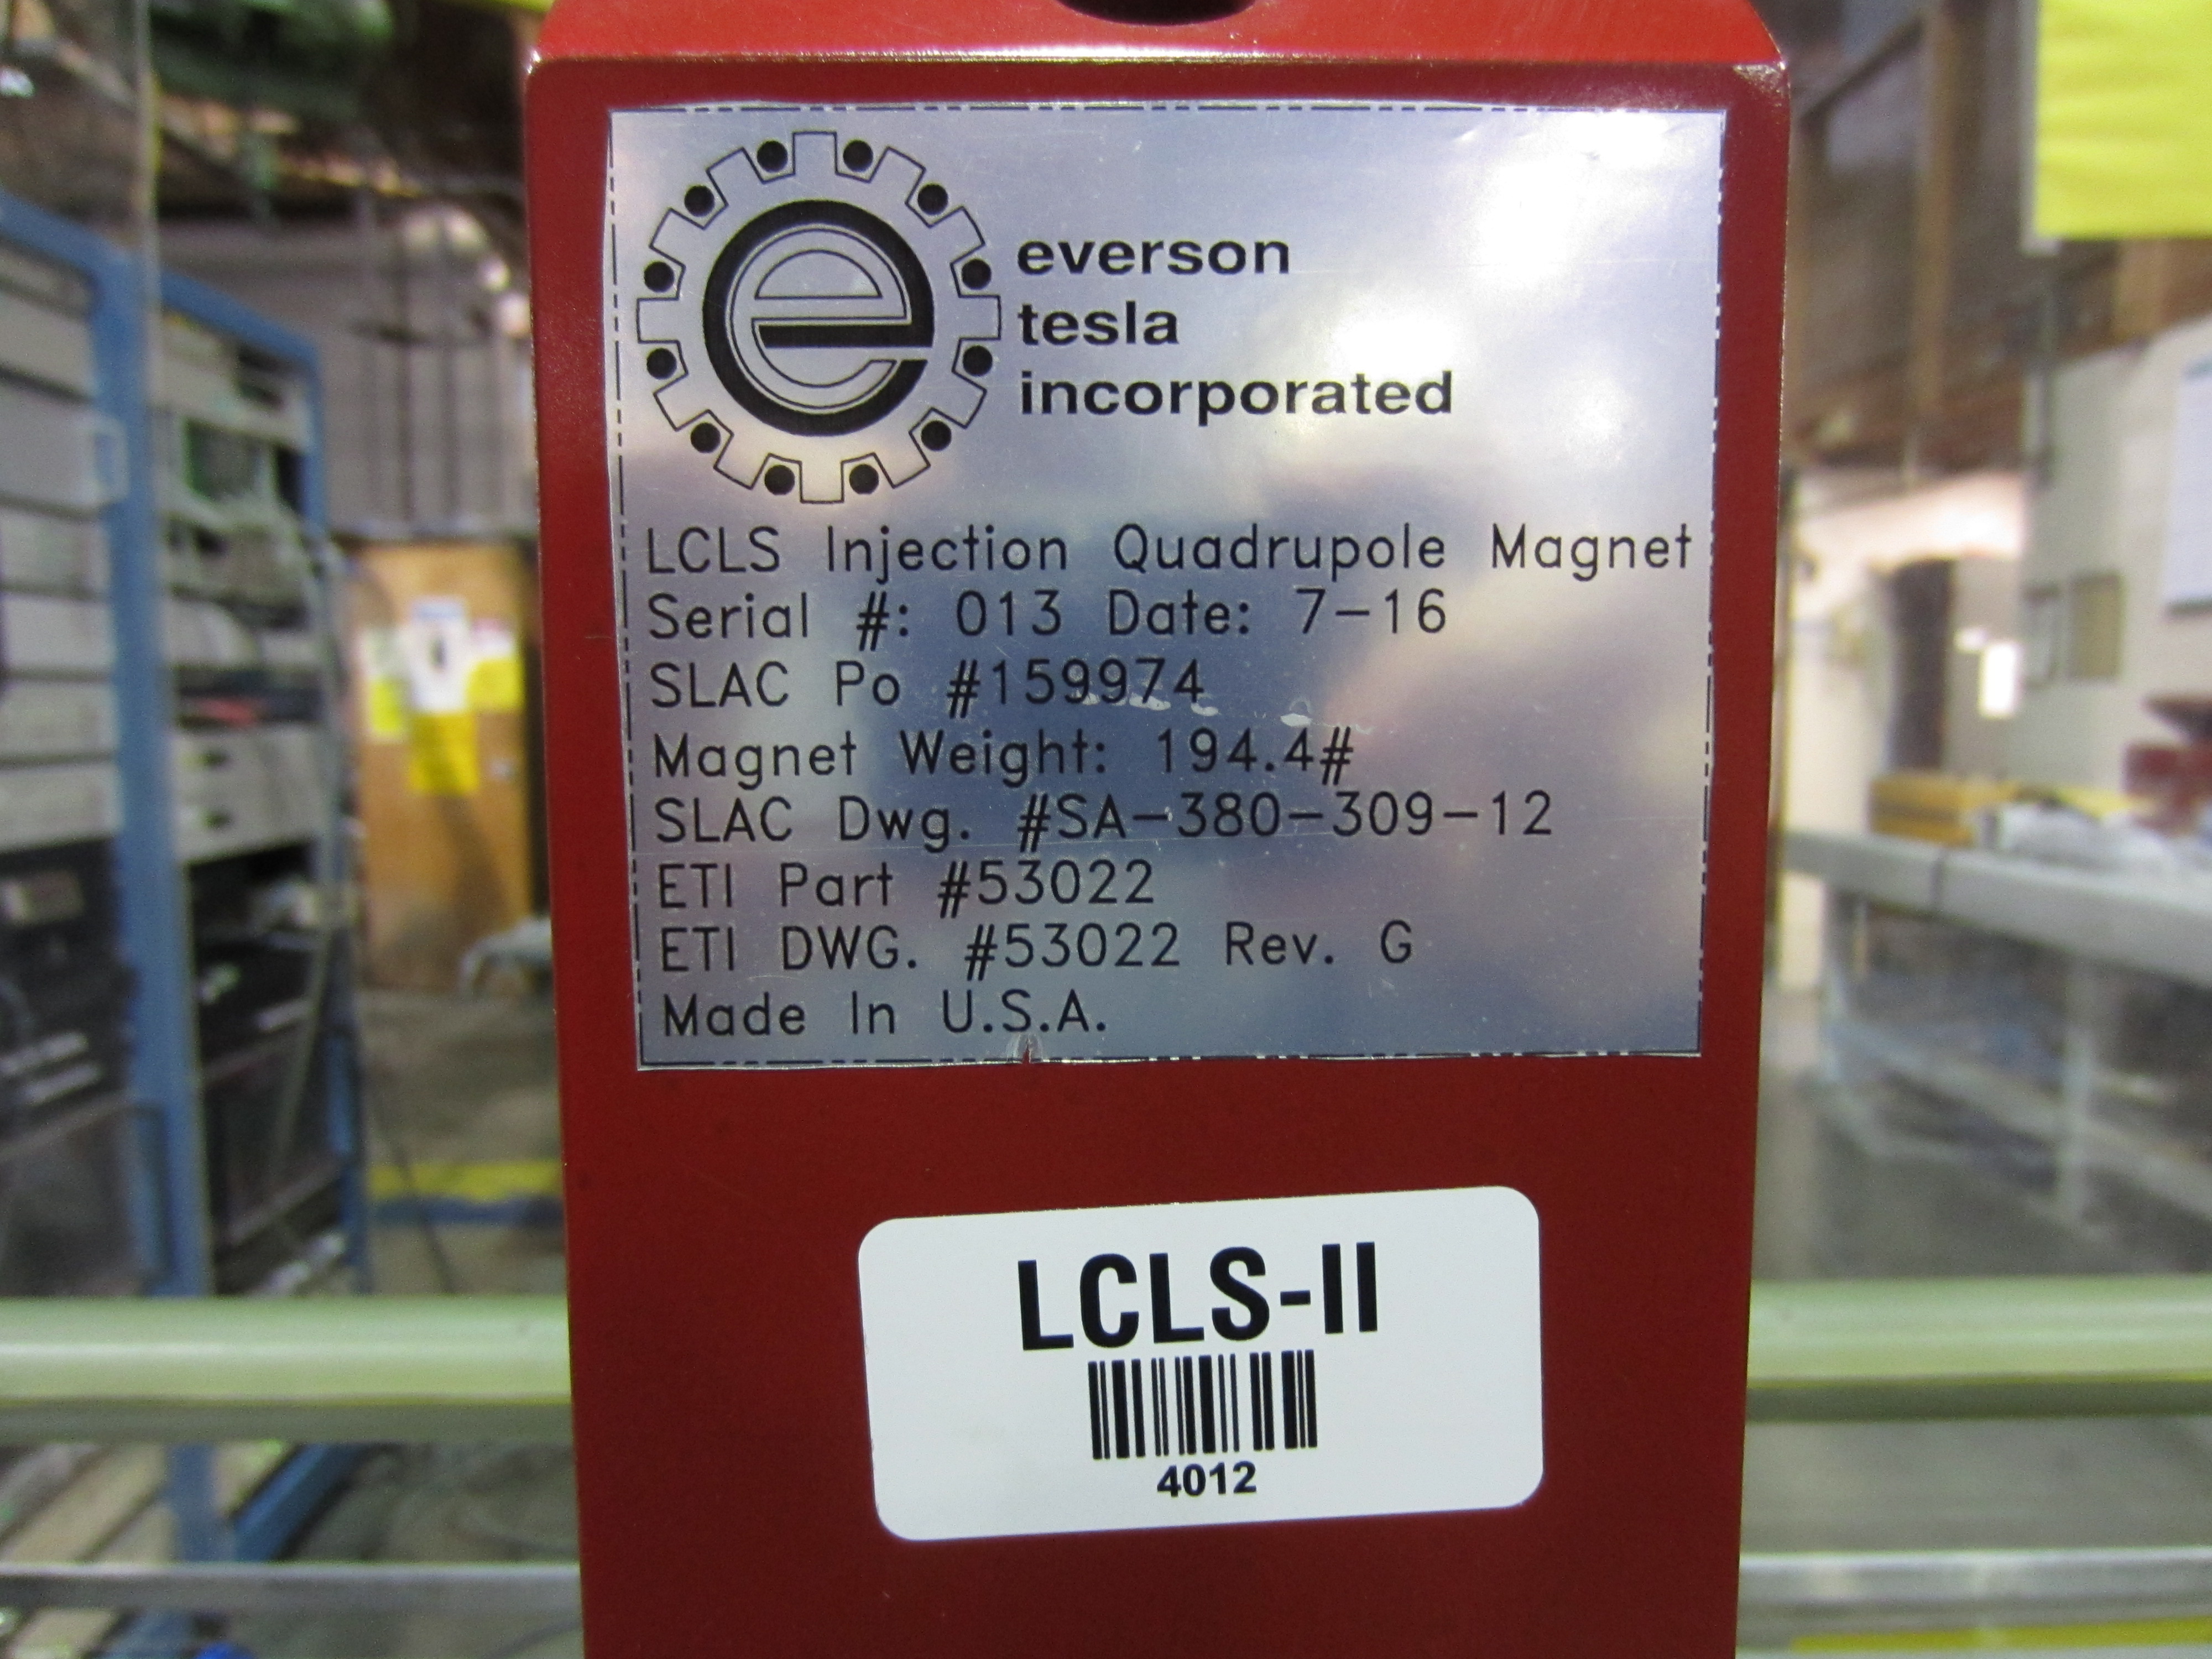 e
everson
tesla
incorporated
LCLS Injection Quadrupole Magnet
Serial #: 013 Date: 7-16
SLAC Po #159974
Magnet Weight: 194.4#
SLAC Dwg. #SA-380-309-12
ETI Part #53022
ETI DWG. #53022 Rev. G
Made In U.S.A.
LCLS-II
4012